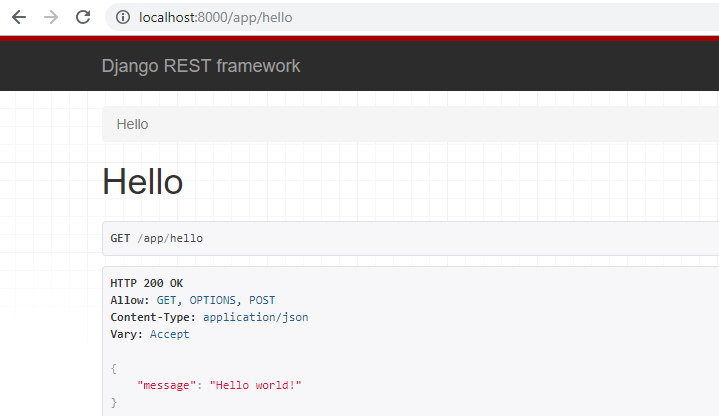 localhost:8000/app/hello
Django REST framework
Hello
Hello
GET /app/hello
HTTP 200 OK
Allow: GET, OPTIONS, POST
Content-Type: application/json
Vary: Accept
{
    "message": "Hello world!"
}